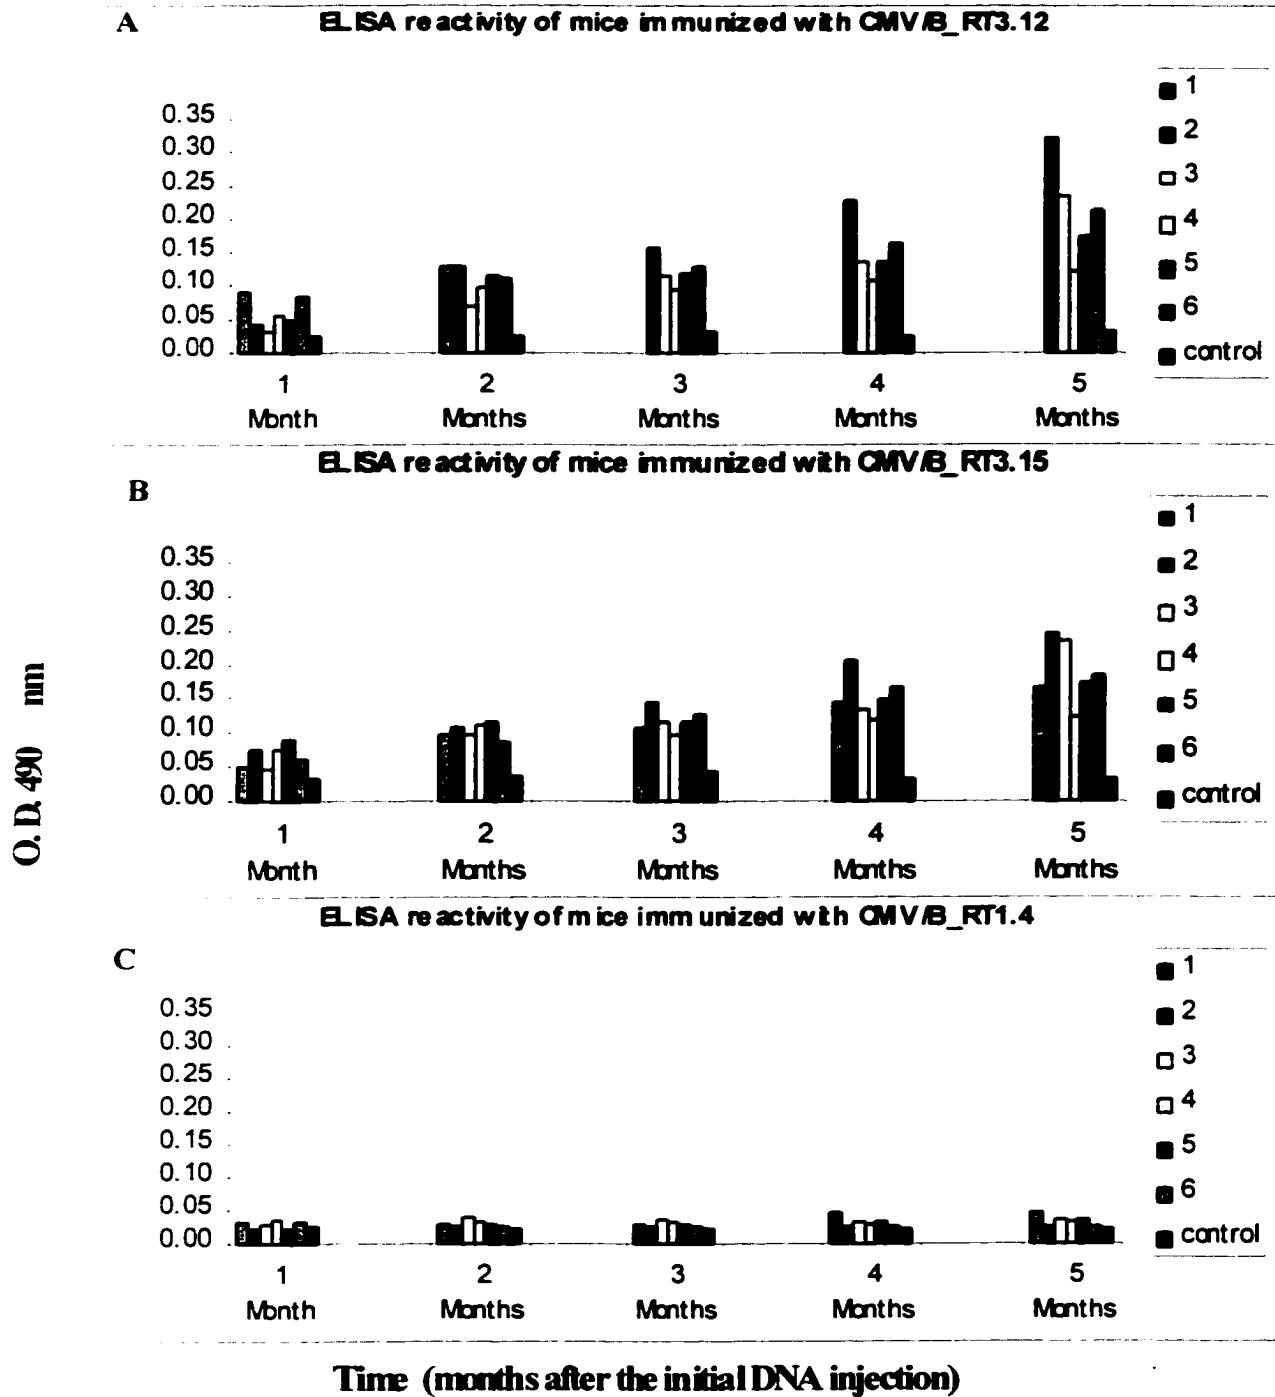 A
ELISA reactivity of mice immunized with CMV/B_RT3.12
0.35
0.30
0.25
0.20
0.15
0.10
0.05
0.00
1 2 3 4 5
Month Months Months Months Months
1
2
3
4
5
6
control
B
ELISA reactivity of mice immunized with CMV/B_RT3.15
0.35
0.30
0.25
0.20
0.15
0.10
0.05
0.00
1 2 3 4 5
Month Months Months Months Months
1
2
3
4
5
6
control
O.D. 490 nm
C
ELISA reactivity of mice immunized with CMV/B_RT1.4
0.35
0.30
0.25
0.20
0.15
0.10
0.05
0.00
1 2 3 4 5
Month Months Months Months Months
1
2
3
4
5
6
control
Time (months after the initial DNA injection)